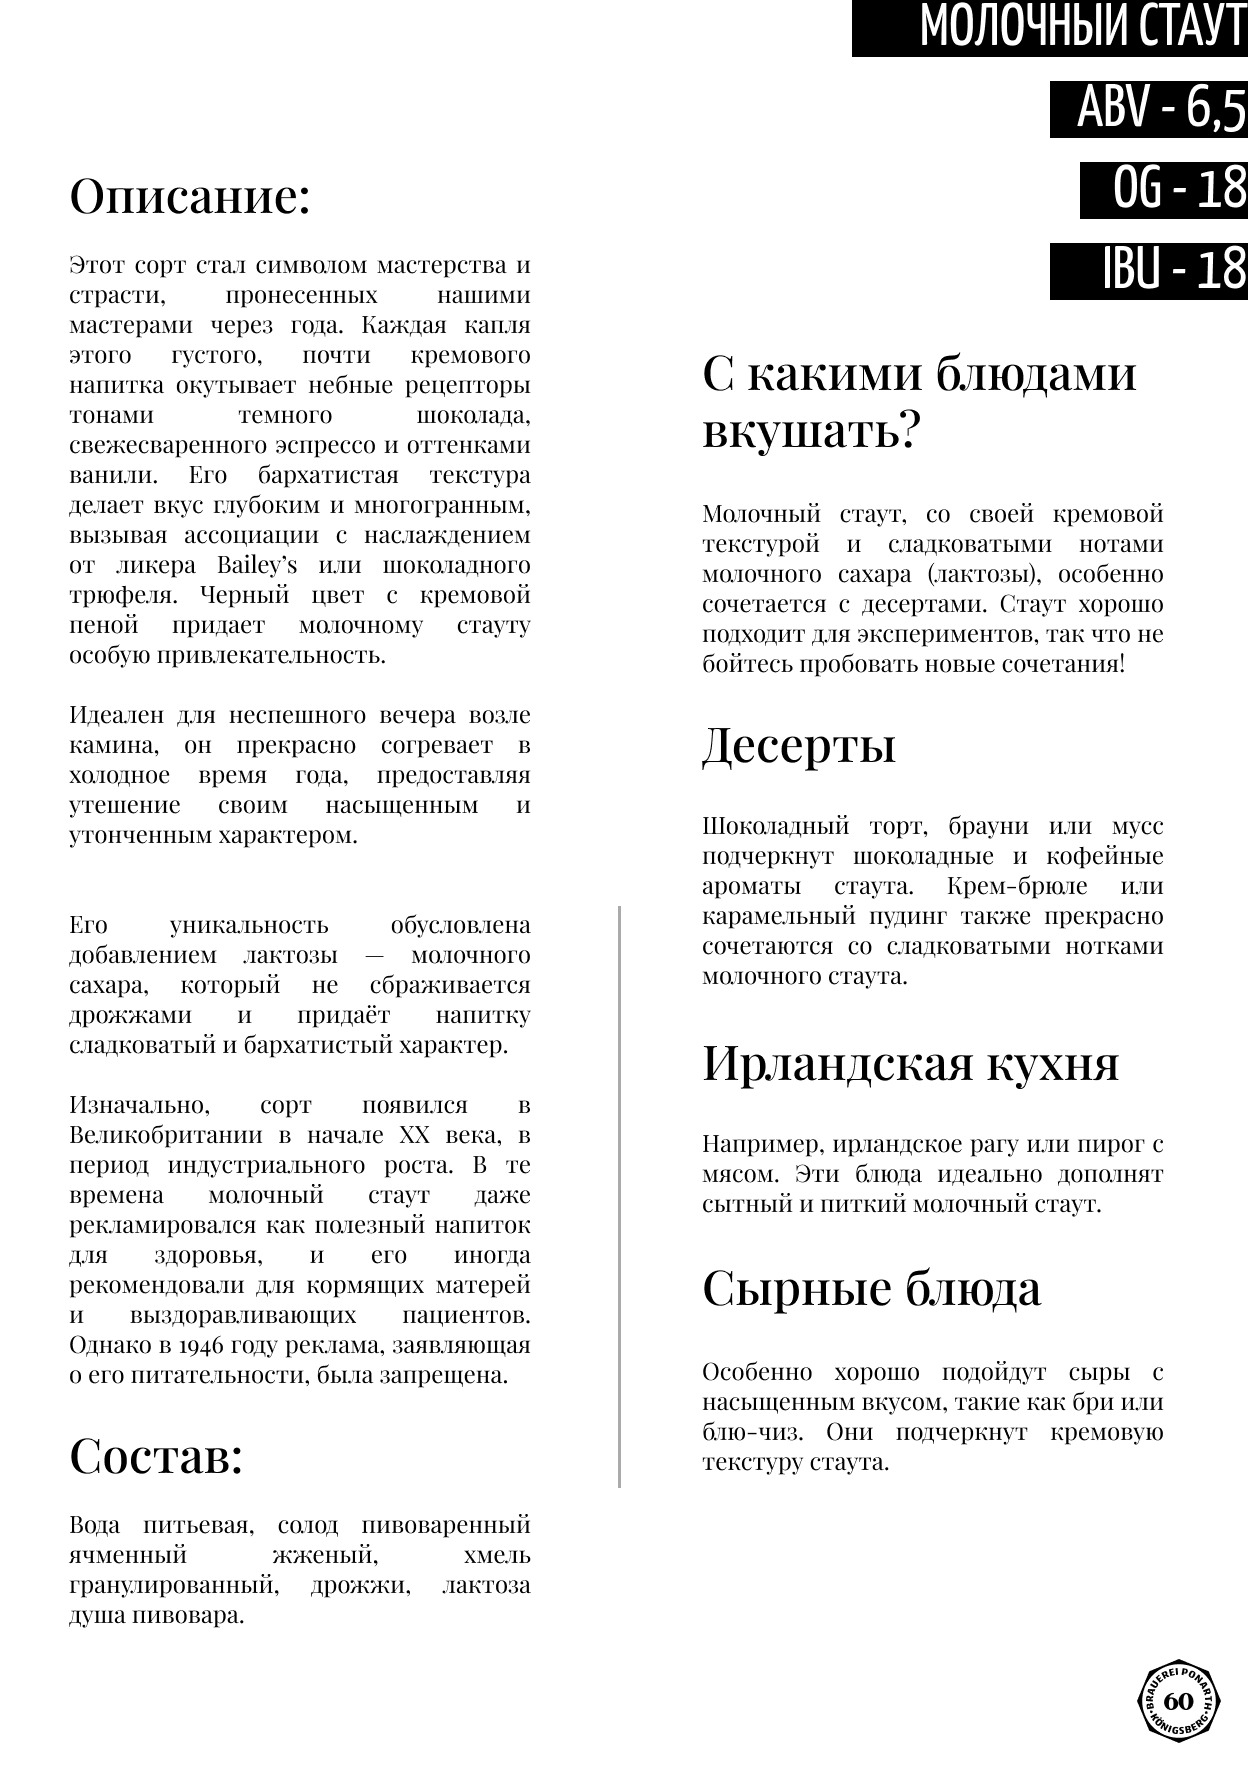 МОЛОЧНЫЙ СТАУТ
ABV - 6,5
OG - 18
IBU - 18
Описание:
Этот сорт стал символом мастерства и
страсти, пронесенных нашими
мастерами через года. Каждая капля
этого густого, почти кремового
напитка окутывает небные рецепторы
тонами темного шоколада,
свежесваренного эспрессо и оттенками
ванили. Его бархатистая текстура
делает вкус глубоким и многогранным,
вызывая ассоциации с наслаждением
от ликера Bailey’s или шоколадного
трюфеля. Черный цвет с кремовой
пеной придает молочному стауту
особую привлекательность.
Идеален для неспешного вечера возле
камина, он прекрасно согревает в
холодное время года, предоставляя
утешение своим насыщенным и
утонченным характером.
Его уникальность обусловлена
добавлением лактозы — молочного
сахара, который не сбраживается
дрожжами и придаёт напитку
сладковатый и бархатистый характер.
Изначально, сорт появился в
Великобритании в начале XX века, в
период индустриального роста. В те
времена молочный стаут даже
рекламировался как полезный напиток
для здоровья, и его иногда
рекомендовали для кормящих матерей
и выздоравливающих пациентов.
Однако в 1946 году реклама, заявляющая
о его питательности, была запрещена.
Состав:
Вода питьевая, солод пивоваренный
ячменный жженый, хмель
гранулированный, дрожжи, лактоза
душа пивовара.
С какими блюдами
вкушать?
Молочный стаут, со своей кремовой
текстурой и сладковатыми нотами
молочного сахара (лактозы), особенно
сочетается с десертами. Стаут хорошо
подходит для экспериментов, так что не
бойтесь пробовать новые сочетания!
Десерты
Шоколадный торт, брауни или мусс
подчеркнут шоколадные и кофейные
ароматы стаута. Крем-брюле или
карамельный пудинг также прекрасно
сочетаются со сладковатыми нотками
молочного стаута.
Ирландская кухня
Например, ирландское рагу или пирог с
мясом. Эти блюда идеально дополнят
сытный и питкий молочный стаут.
Сырные блюда
Особенно хорошо подойдут сыры с
насыщенным вкусом, такие как бри или
блю-чиз. Они подчеркнут кремовую
текстуру стаута.
BRAUEREI PONARTH
60
KÖNIGSBERG